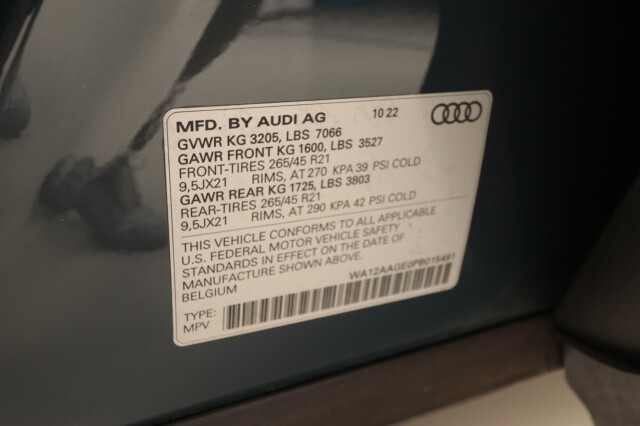 MFD. BY AUDI AG 10 22
GVWR KG 3205, LBS 7066
GAWR FRONT KG 1600, LBS 3527
FRONT-TIRES 265/45 R21
9,5JX21 RIMS, AT 270 KPA 39 PSI COLD
GAWR REAR KG 1725, LBS 3803
REAR-TIRES 265/45 R21
9,5JX21 RIMS, AT 290 KPA 42 PSI COLD
THIS VEHICLE CONFORMS TO ALL APPLICABLE
U.S. FEDERAL MOTOR VEHICLE SAFETY
STANDARDS IN EFFECT ON THE DATE OF
MANUFACTURE SHOWN ABOVE.
BELGIUM WA12AAGE0PB015491
TYPE:
MPV